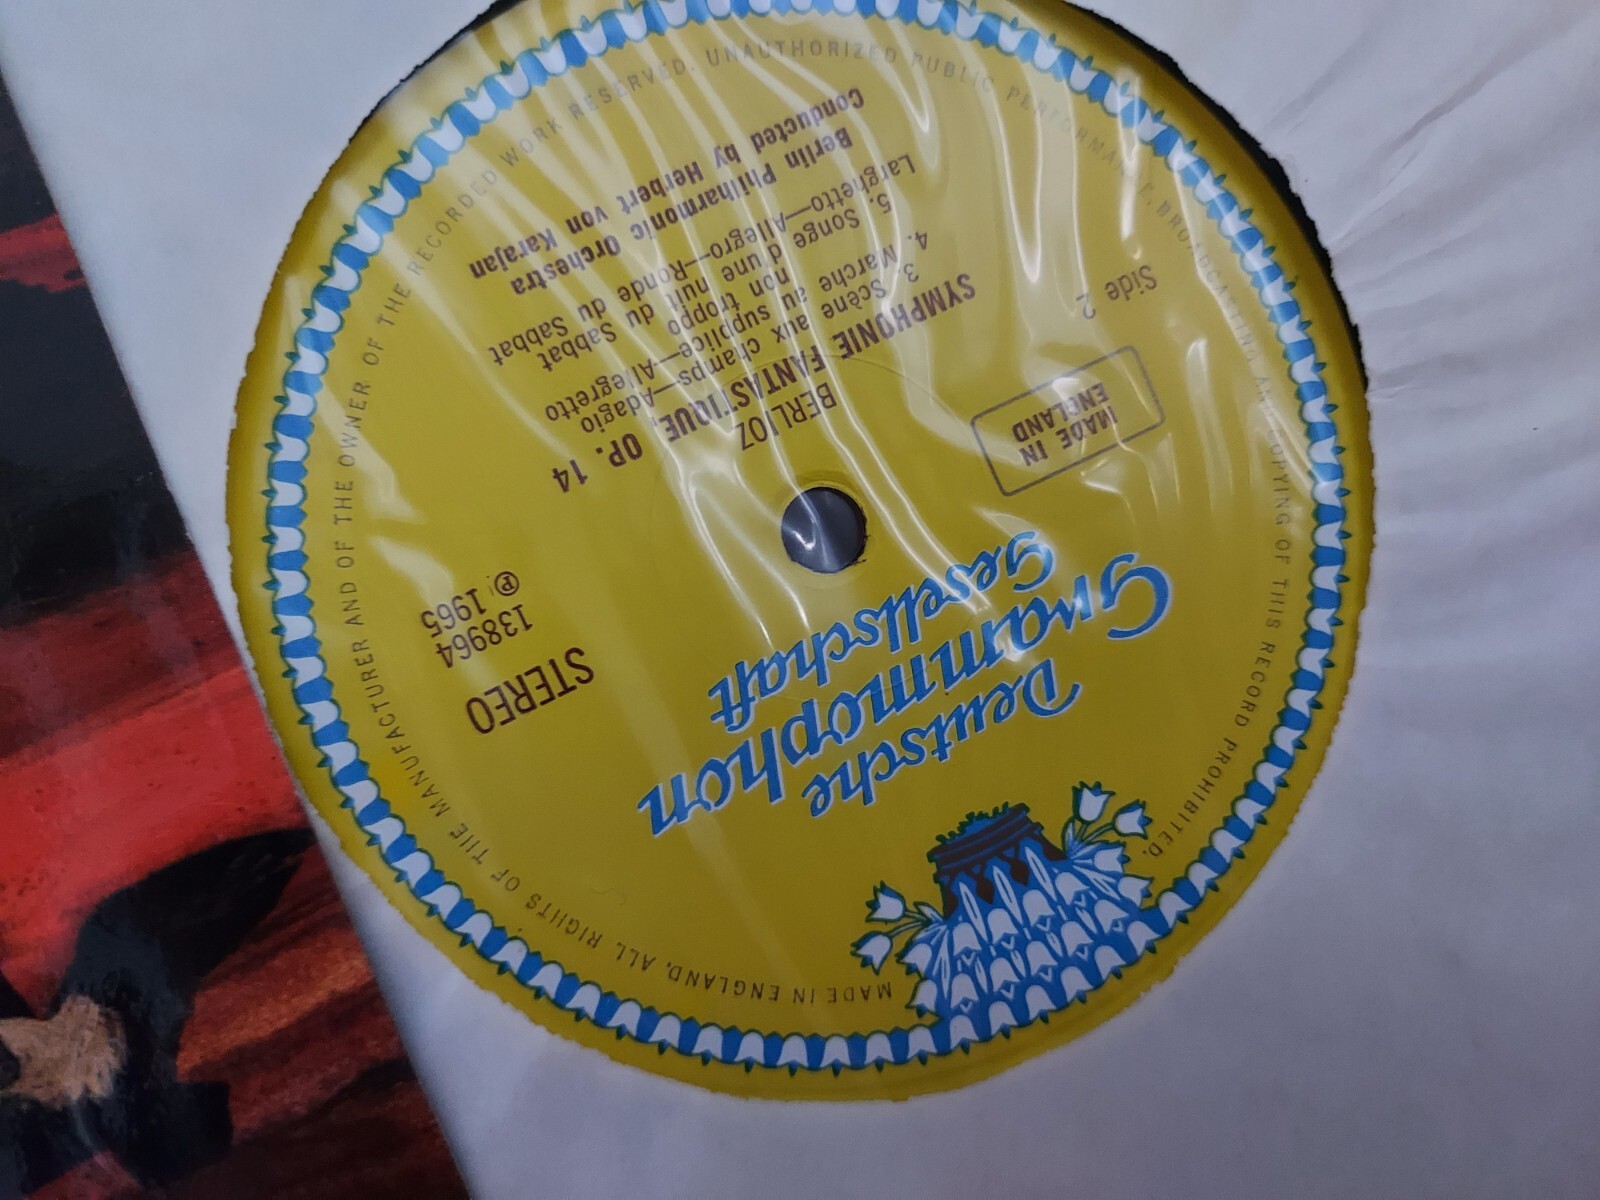 Deutsche
Grammophon
Gesellschaft
MADE IN
ENGLAND
STEREO
138964
℗ 1965
Side 2
BERLIOZ
SYMPHONIE FANTASTIQUE, OP. 14
3. Scène aux champs—Adagio
4. Marche au supplice—Allegretto
non troppo
5. Songe d'une nuit du Sabbat
Larghetto—Allegro—Ronde du Sabbat
Berlin Philharmonic Orchestra
Conducted by Herbert von Karajan
MADE IN ENGLAND. ALL RIGHTS OF THE MANUFACTURER AND OF THE OWNER OF THE RECORDED WORK RESERVED. UNAUTHORIZED PUBLIC PERFORMANCE, BROADCASTING AND COPYING OF THIS RECORD PROHIBITED.